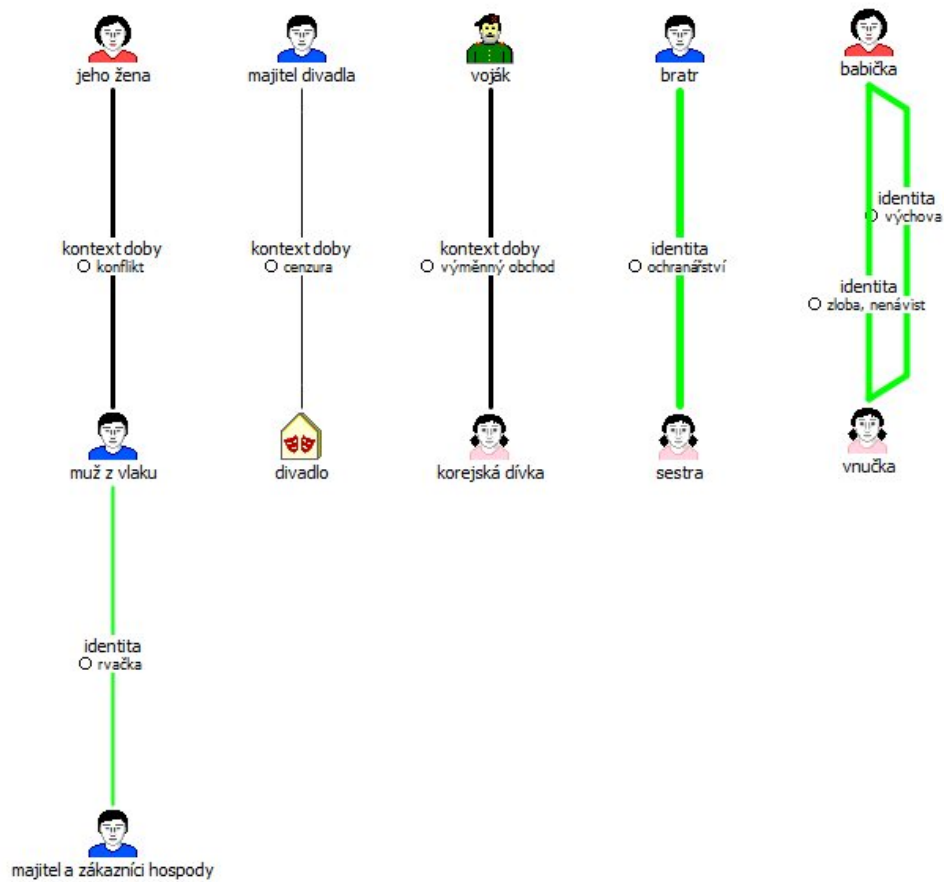 jeho žena
majitel divadla
voják
bratr
babička
identita
výchova
kontext doby
konflikt
kontext doby
cenzura
kontext doby
výměnný obchod
identita
ochranářství
identita
zloba, nenávist
muž z vlaku
divadlo
korejská dívka
sestra
vnučka
identita
rvačka
majitel a zákazníci hospody